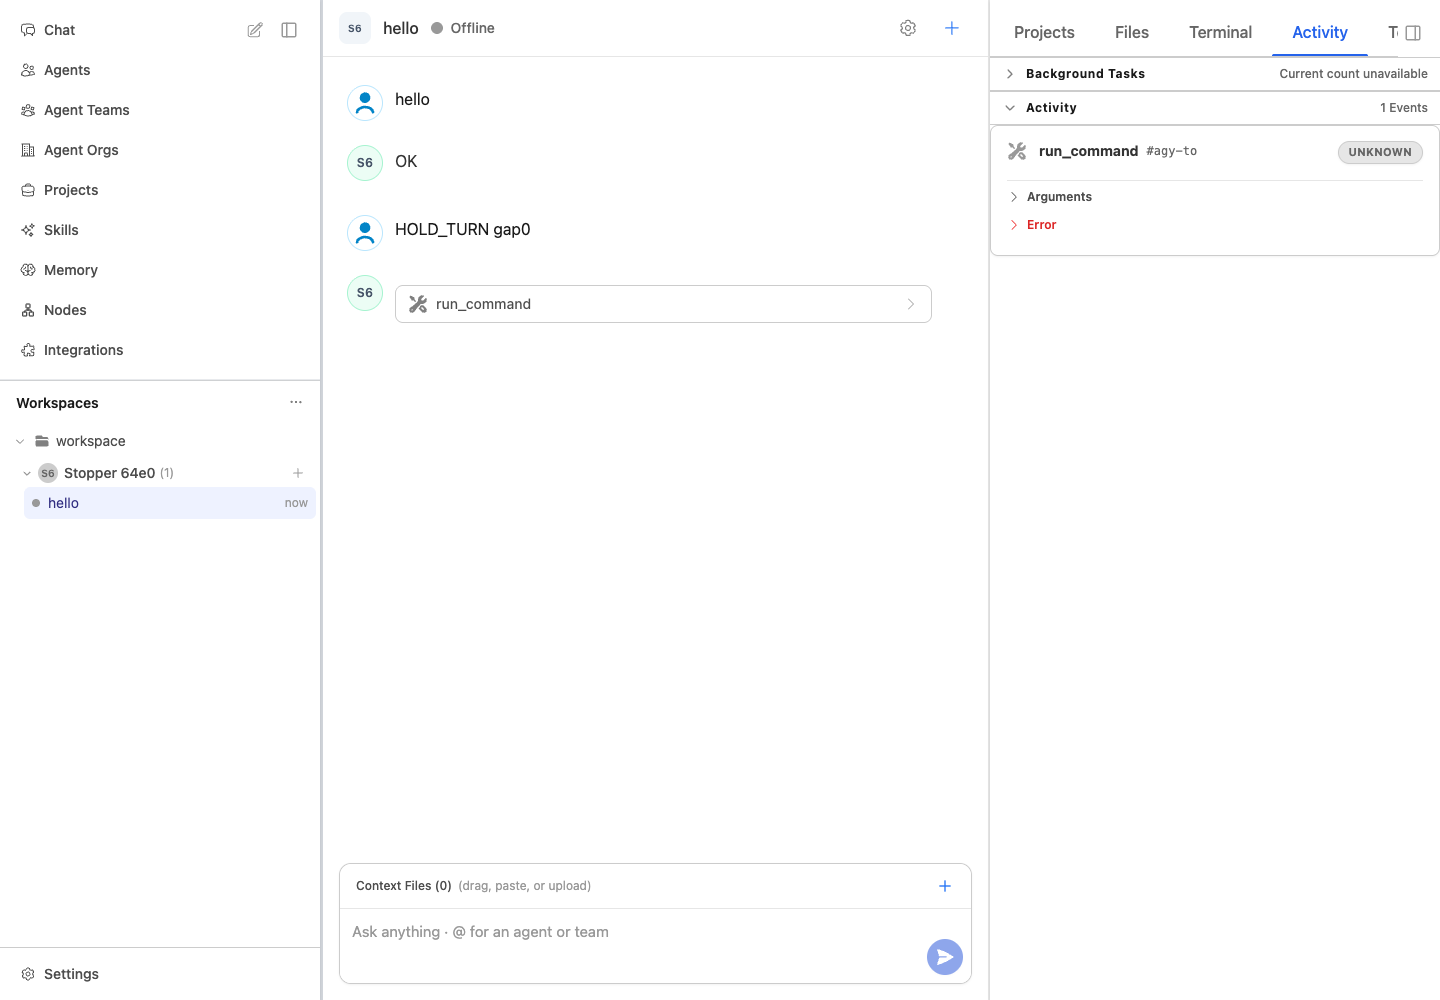 Chat
Agents
Agent Teams
Agent Orgs
Projects
Skills
Memory
Nodes
Integrations
Workspaces
workspace
S6 Stopper 64e0 (1)
hello now
Settings
S6 hello Offline
hello
S6 OK
HOLD_TURN gap0
S6 run_command
Context Files (0) (drag, paste, or upload)
Ask anything · @ for an agent or team
Projects Files Terminal Activity
Background Tasks Current count unavailable
Activity 1 Events
run_command #agy-to UNKNOWN
Arguments
Error